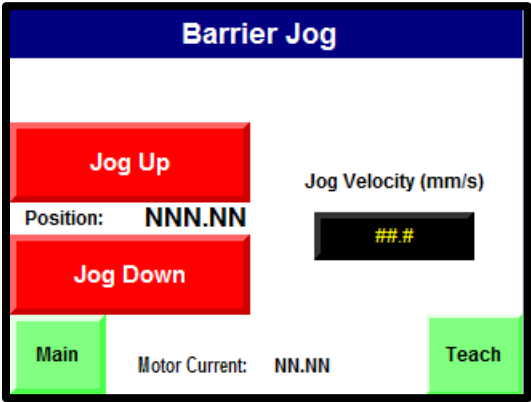 Barrier Jog
Jog Up
Position: NNN.NN
Jog Down
Jog Velocity (mm/s)
##.#
Main
Motor Current: NN.NN
Teach